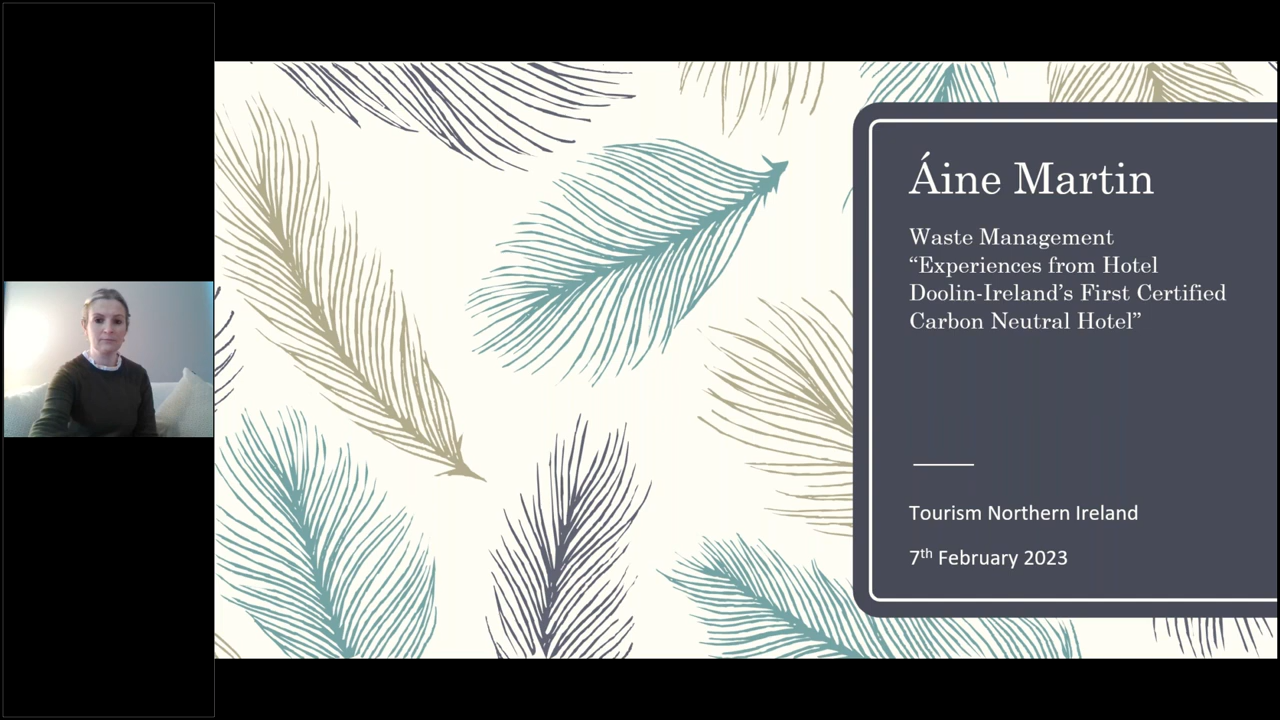 Áine Martin
Waste Management
“Experiences from Hotel
Doolin-Ireland’s First Certified
Carbon Neutral Hotel”
Tourism Northern Ireland
7th February 2023